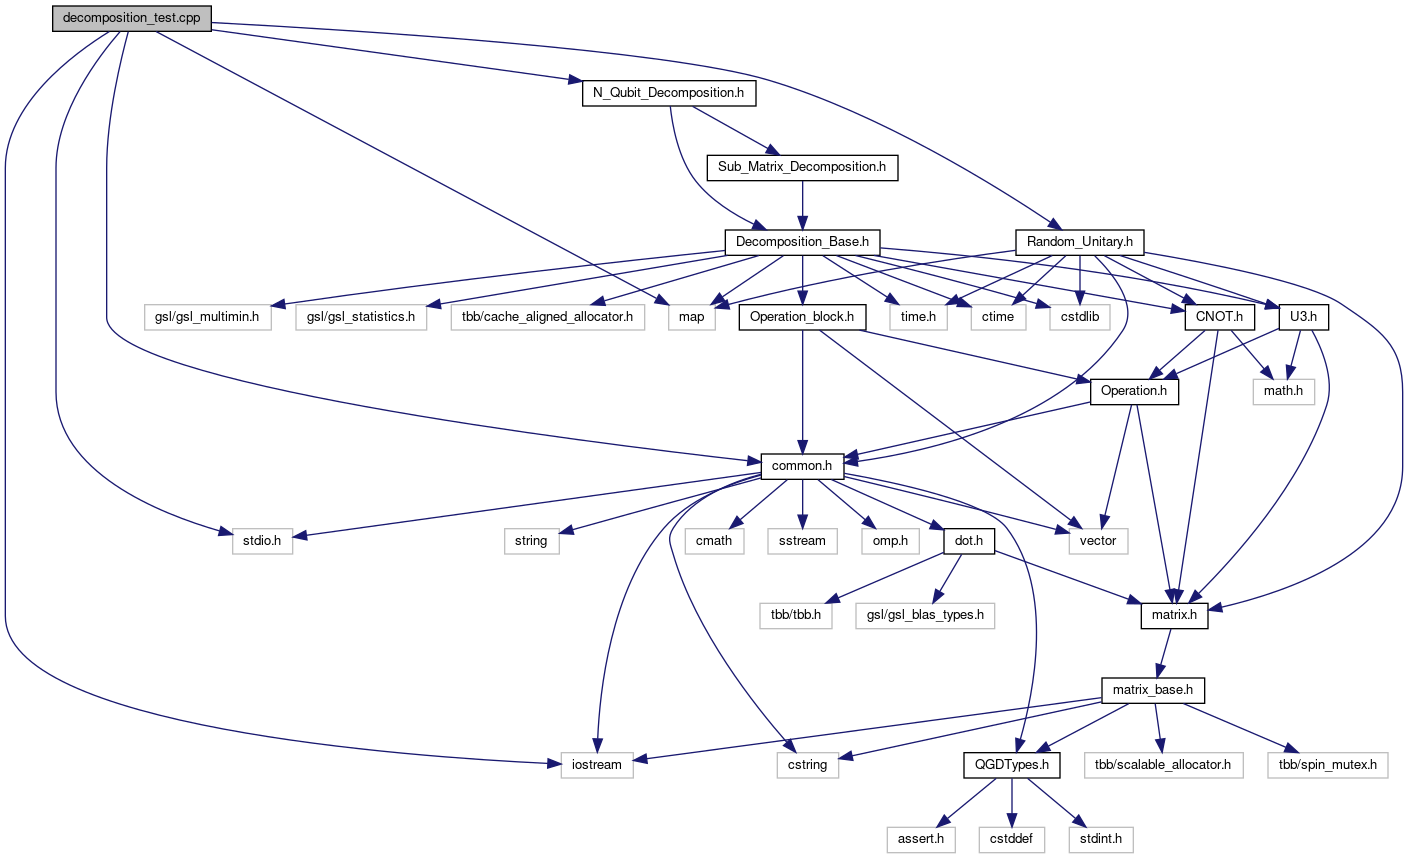 decomposition_test.cpp
N_Qubit_Decomposition.h
Sub_Matrix_Decomposition.h
Decomposition_Base.h
Random_Unitary.h
gsl/gsl_multimin.h
gsl/gsl_statistics.h
tbb/cache_aligned_allocator.h
map
Operation_block.h
time.h
ctime
cstdlib
CNOT.h
U3.h
Operation.h
math.h
common.h
stdio.h
string
cmath
sstream
omp.h
dot.h
vector
tbb/tbb.h
gsl/gsl_blas_types.h
matrix.h
matrix_base.h
iostream
cstring
QGDTypes.h
tbb/scalable_allocator.h
tbb/spin_mutex.h
assert.h
cstddef
stdint.h